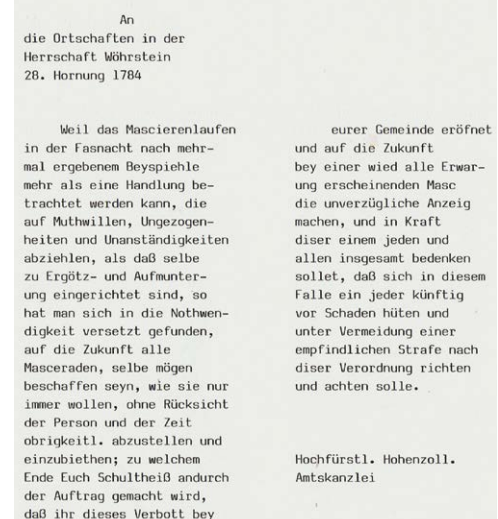 An
die Ortschaften in der
Herrschaft Wöhrstein
28. Hornung 1784
Weil das Mascierenlaufen
in der Fasnacht nach mehr-
mal ergebenem Beyspiehle
mehr als eine Handlung be-
trachtet werden kann, die
auf Muthwillen, Ungezogen-
heiten und Unanständigkeiten
abziehlen, als daß selbe
zu Ergötz- und Aufmunter-
ung eingerichtet sind, so
hat man sich in die Nothwen-
digkeit versetzt gefunden,
auf die Zukunft alle
Masceraden, selbe mögen
beschaffen seyn, wie sie nur
immer wollen, ohne Rücksicht
der Person und der Zeit
obrigkeitl. abzustellen und
einzubiethen; zu welchem
Ende Euch Schultheiß andurch
der Auftrag gemacht wird,
daß ihr dieses Verbott bey
eurer Gemeinde eröfnet
und auf die Zukunft
bey einer wied alle Erwar-
ung erscheinenden Masc
die unverzügliche Anzeig
machen, und in Kraft
diser einem jeden und
allen insgesamt bedenken
sollet, daß sich in diesem
Falle ein jeder künftig
vor Schaden hüten und
unter Vermeidung einer
empfindlichen Strafe nach
diser Verordnung richten
und achten solle.
Hochfürstl. Hohenzoll.
Amtskanzlei